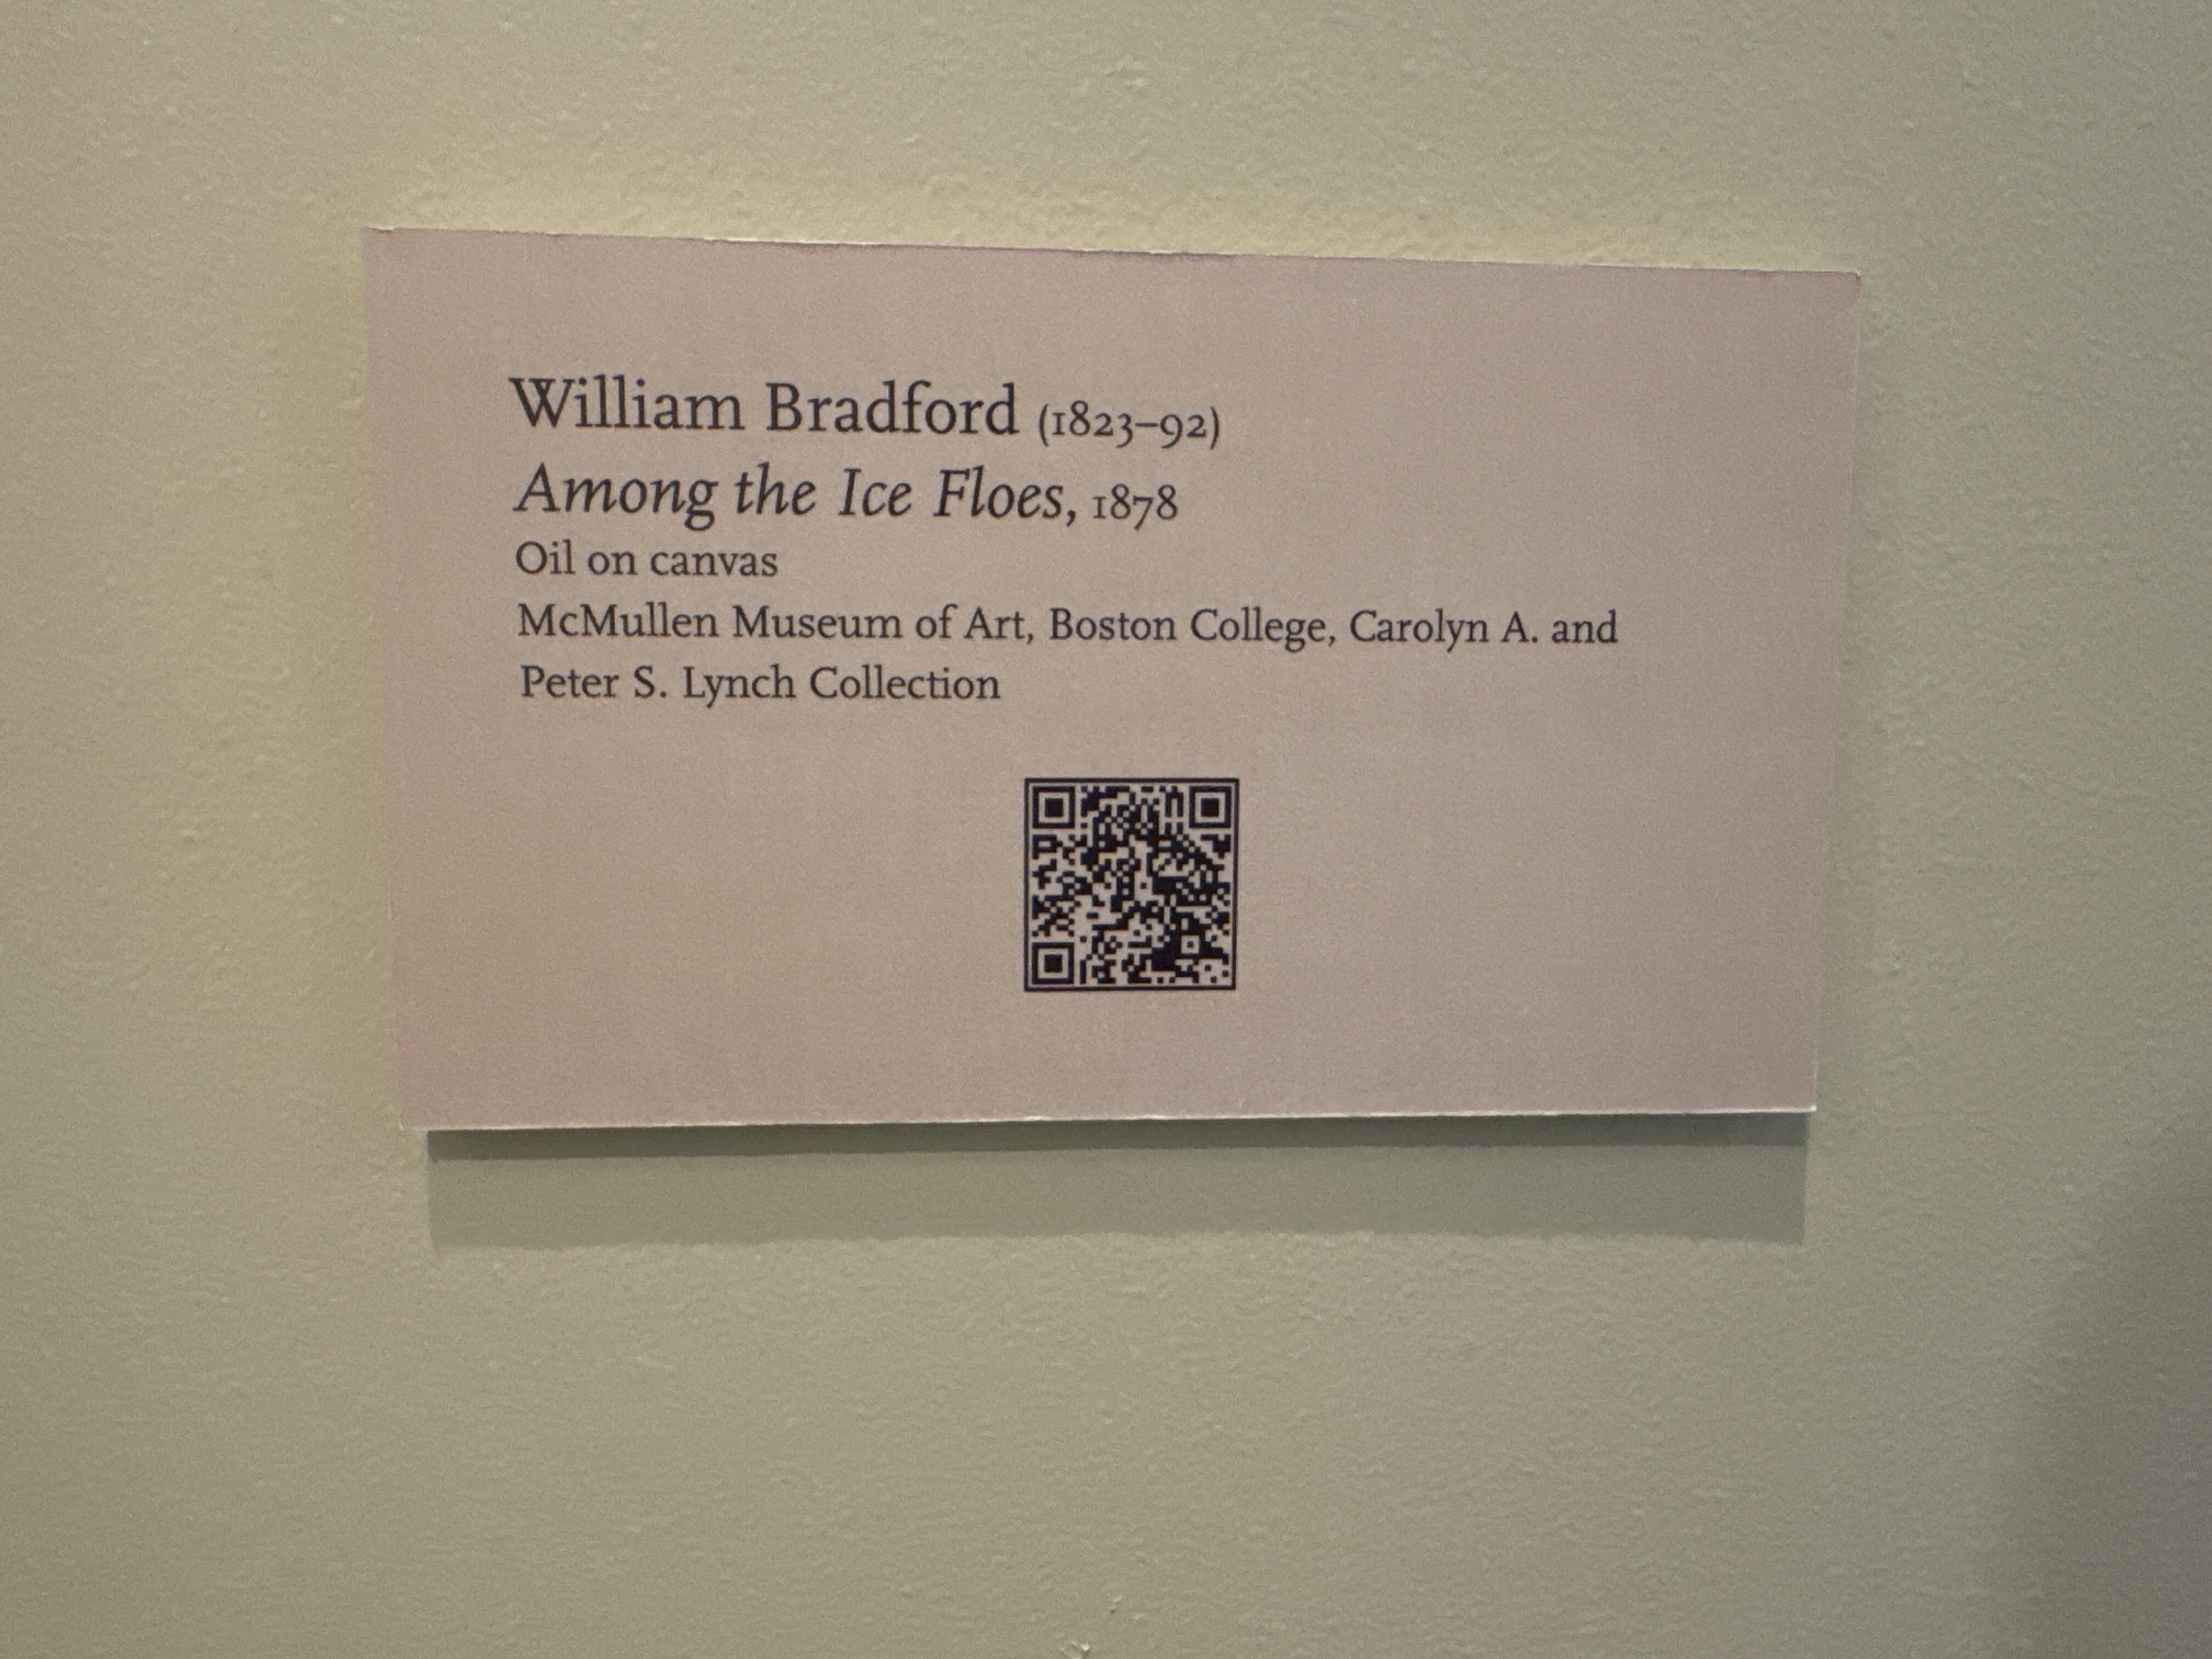 William Bradford (1823–92)
Among the Ice Floes, 1878
Oil on canvas
McMullen Museum of Art, Boston College, Carolyn A. and
Peter S. Lynch Collection